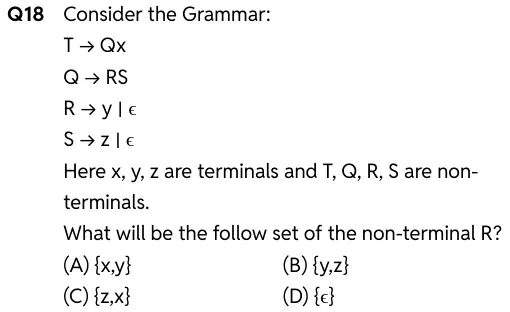 Q18 Consider the Grammar:
T → Qx
Q → RS
R → y | ϵ
S → z | ϵ
Here x, y, z are terminals and T, Q, R, S are non-
terminals.
What will be the follow set of the non-terminal R?
(A) {x,y} (B) {y,z}
(C) {z,x} (D) {ϵ}